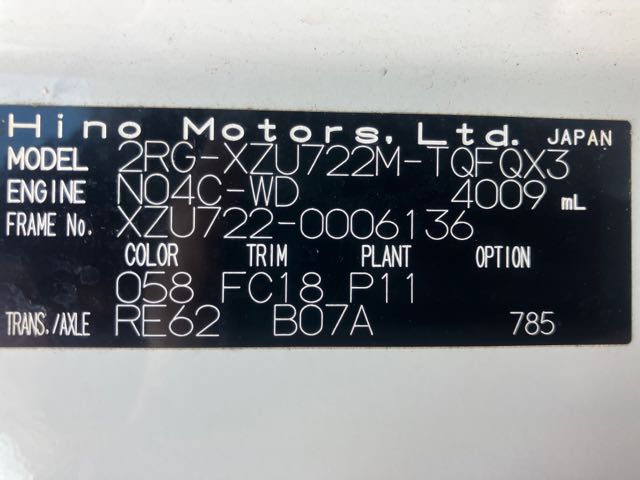 Hino Motors, Ltd. JAPAN
MODEL 2RG-XZU722M-TQFQX3
ENGINE N04C-WD 4009 mL
FRAME No. XZU722-0006136
COLOR TRIM PLANT OPTION
058 FC18 P11
TRANS./AXLE RE62 B07A 785